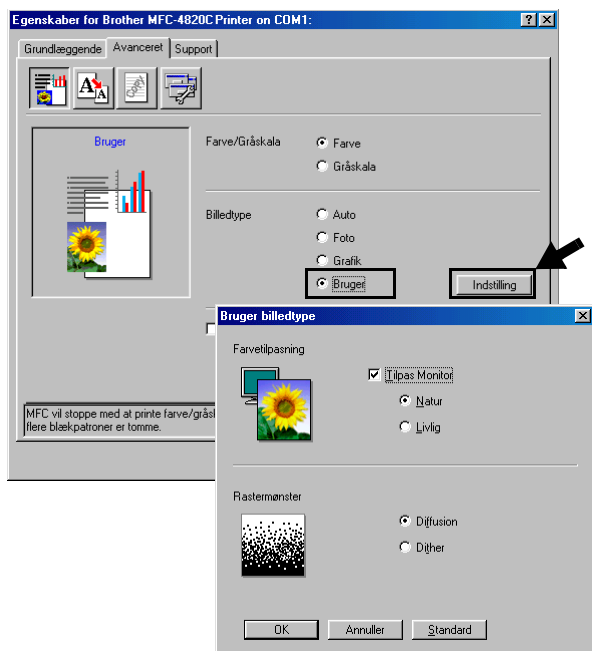 Egenskaber for Brother MFC-4820C Printer on COM1:
Grundlæggende Avanceret Support
Copy
Bruger
Farve/Gråskala
Farve
Gråskala
Billedtype
Auto
Foto
Grafik
Bruger
Indstilling
MFC vil stoppe med at printe
flere blækpatroner er tomme.
Bruger billedtype
Farvetilpasning
Tilpas Monitor
Natur
Livlig
Rastermønster
Diffusion
Dither
OK Annuller Standard